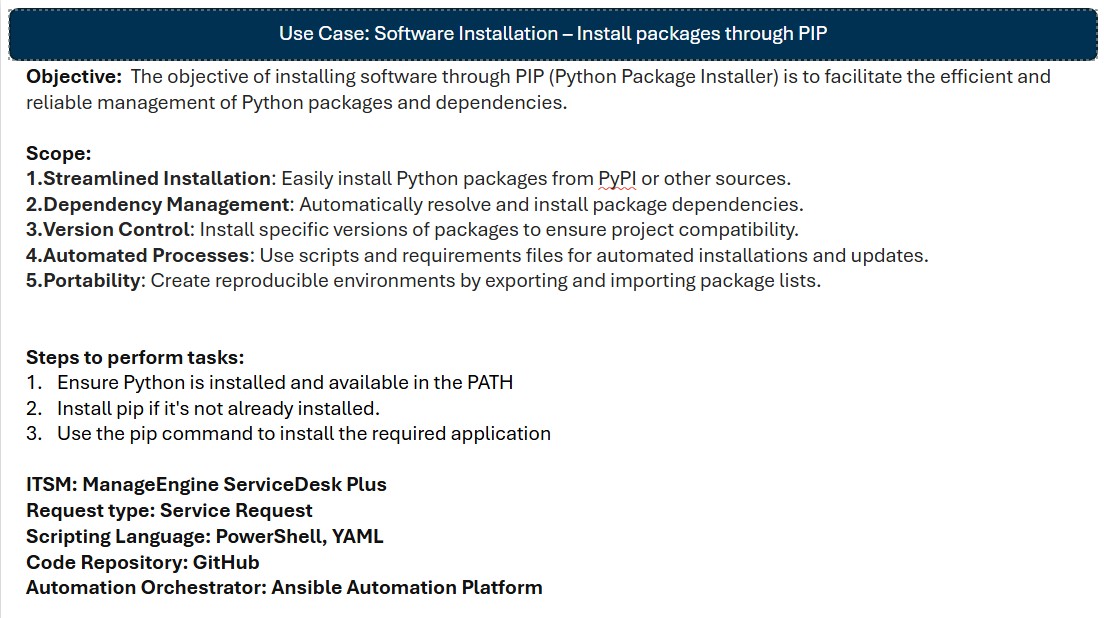 Use Case: Software Installation – Install packages through PIP
Objective: The objective of installing software through PIP (Python Package Installer) is to facilitate the efficient and
reliable management of Python packages and dependencies.
Scope:
1.Streamlined Installation: Easily install Python packages from PyPI or other sources.
2.Dependency Management: Automatically resolve and install package dependencies.
3.Version Control: Install specific versions of packages to ensure project compatibility.
4.Automated Processes: Use scripts and requirements files for automated installations and updates.
5.Portability: Create reproducible environments by exporting and importing package lists.
Steps to perform tasks:
1. Ensure Python is installed and available in the PATH
2. Install pip if it's not already installed.
3. Use the pip command to install the required application
ITSM: ManageEngine ServiceDesk Plus
Request type: Service Request
Scripting Language: PowerShell, YAML
Code Repository: GitHub
Automation Orchestrator: Ansible Automation Platform